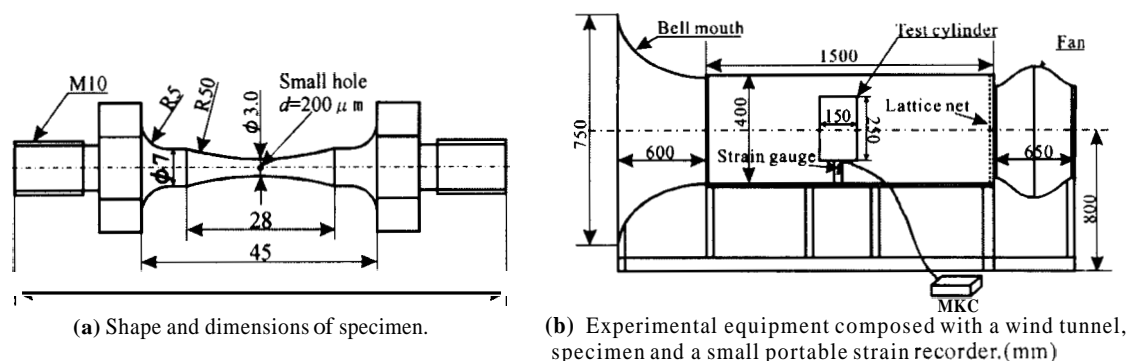 M10
R5
R50
φ3.0
Small hole
d=200 μm
φ7
28
45
(a) Shape and dimensions of specimen.
Bell mouth
Test cylinder
Fan
1500
750
400
150
250
Lattice net
600
Strain gauge
650
800
MKC
(b) Experimental equipment composed with a wind tunnel,
specimen and a small portable strain recorder.(mm)